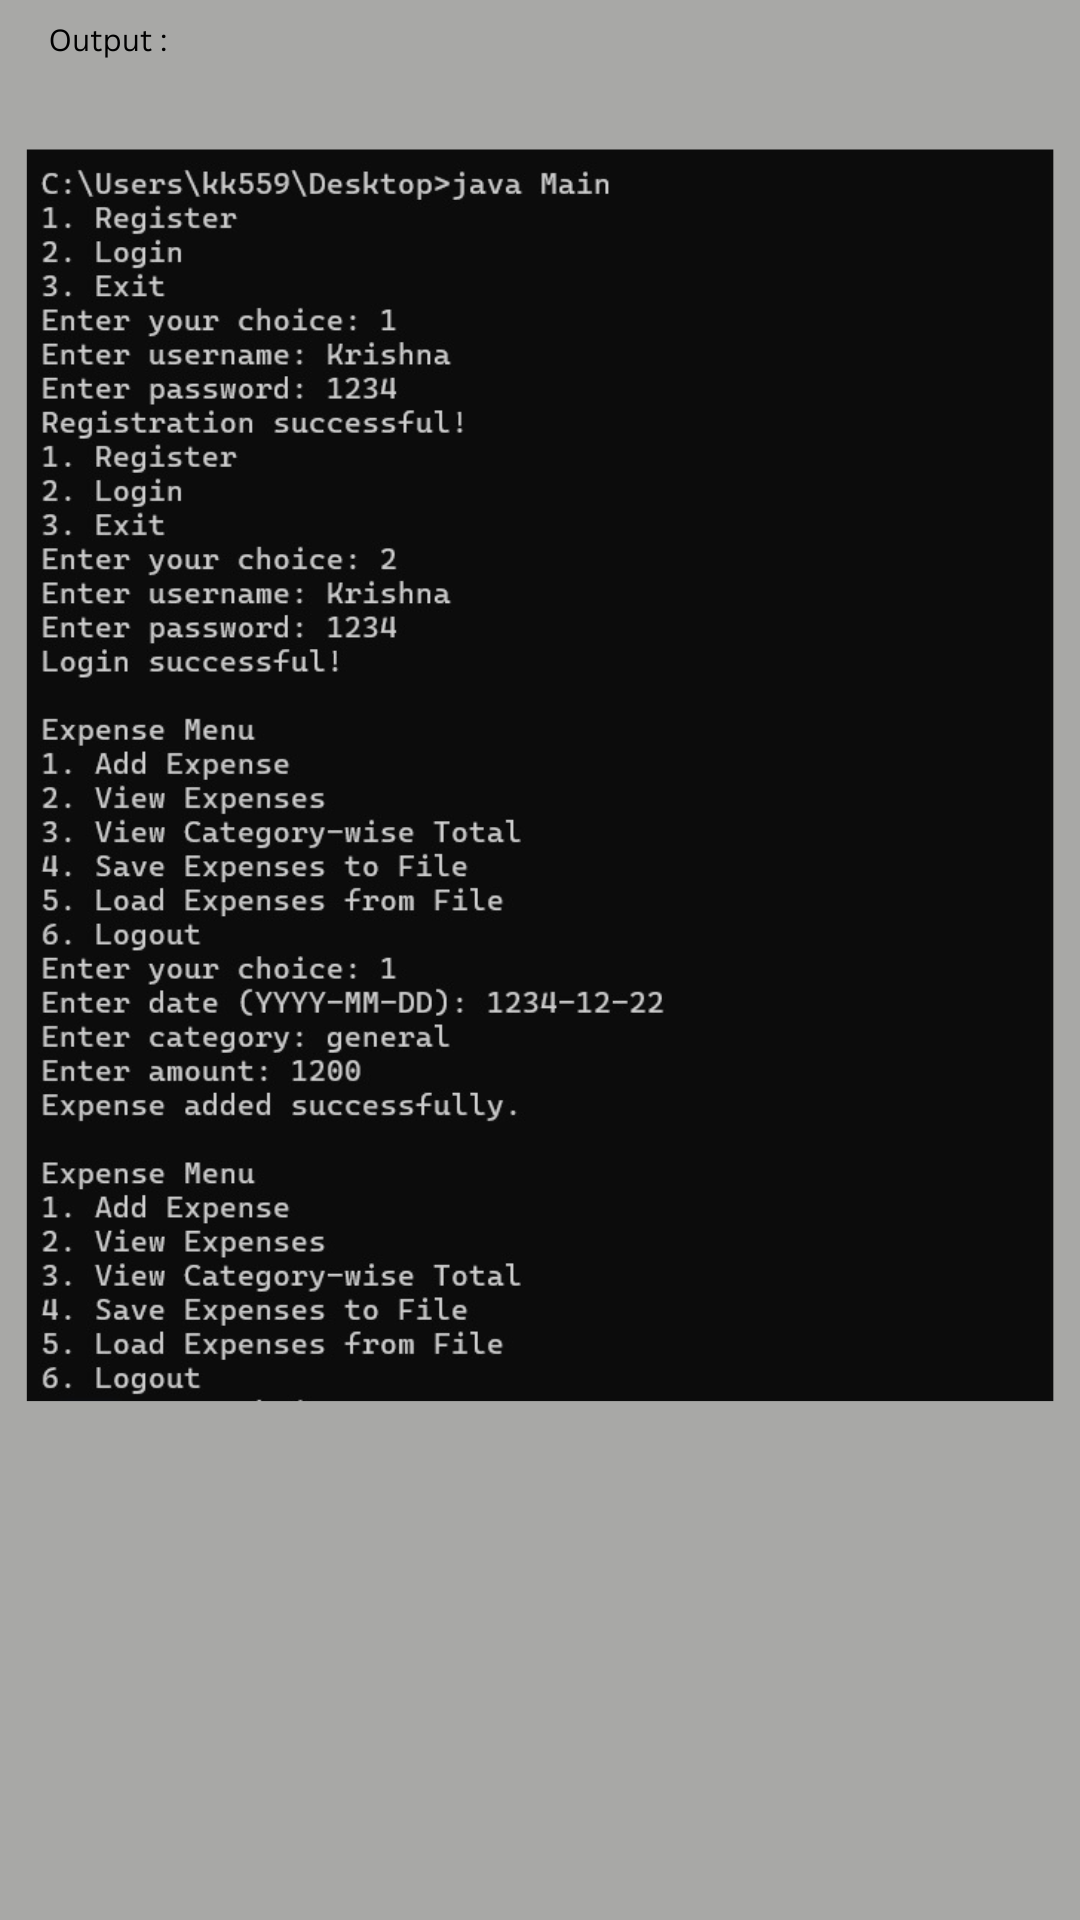 Output :
C:\Users\kk559\Desktop>java Main
1. Register
2. Login
3. Exit
Enter your choice: 1
Enter username: Krishna
Enter password: 1234
Registration successful!
1. Register
2. Login
3. Exit
Enter your choice: 2
Enter username: Krishna
Enter password: 1234
Login successful!
Expense Menu
1. Add Expense
2. View Expenses
3. View Category-wise Total
4. Save Expenses to File
5. Load Expenses from File
6. Logout
Enter your choice: 1
Enter date (YYYY-MM-DD): 1234-12-22
Enter category: general
Enter amount: 1200
Expense added successfully.
Expense Menu
1. Add Expense
2. View Expenses
3. View Category-wise Total
4. Save Expenses to File
5. Load Expenses from File
6. Logout